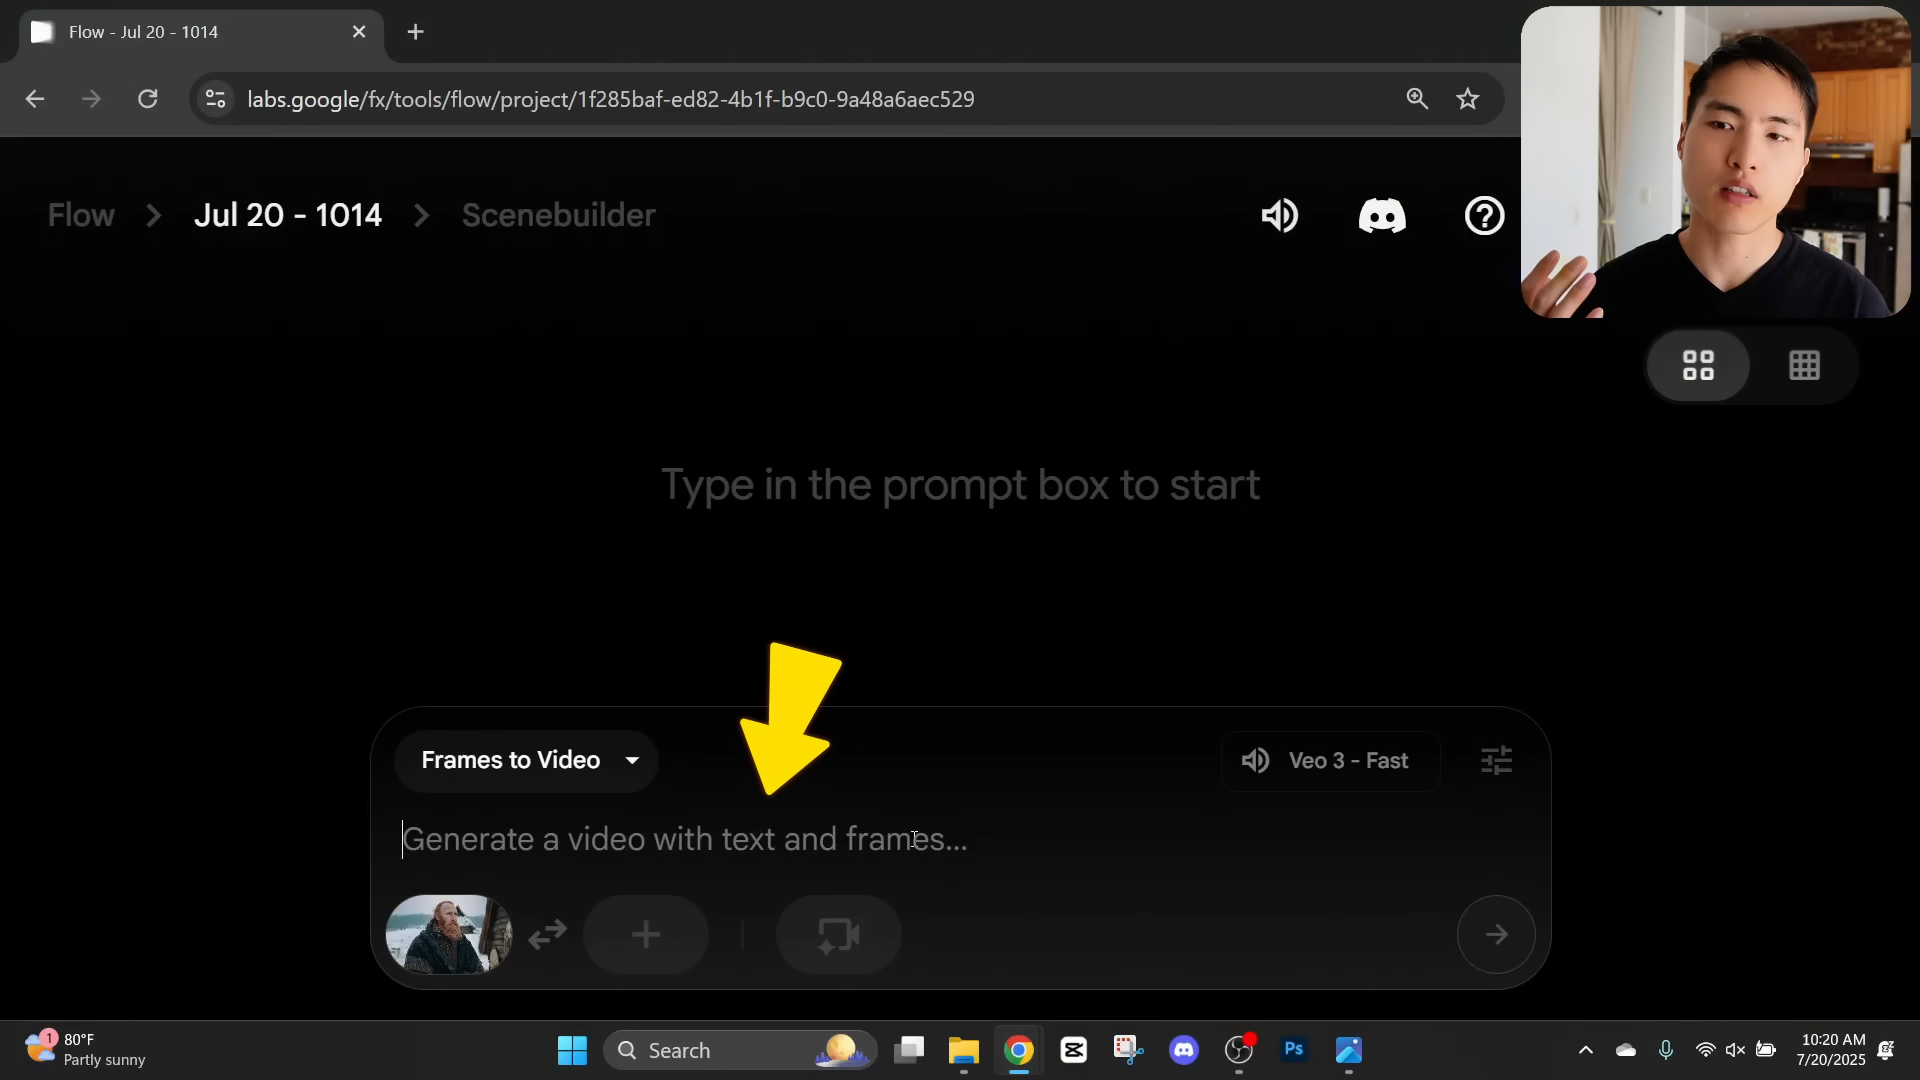 Flow - Jul 20 - 1014
labs.google/fx/tools/flow/project/1f285baf-ed82-4b1f-b9c0-9a48a6aec529
Flow > Jul 20 - 1014 > Scenebuilder
Type in the prompt box to start
Frames to Video
Veo 3 - Fast
Generate a video with text and frames...
1
80°F
Partly sunny
Search
Ps
10:20 AM
7/20/2025